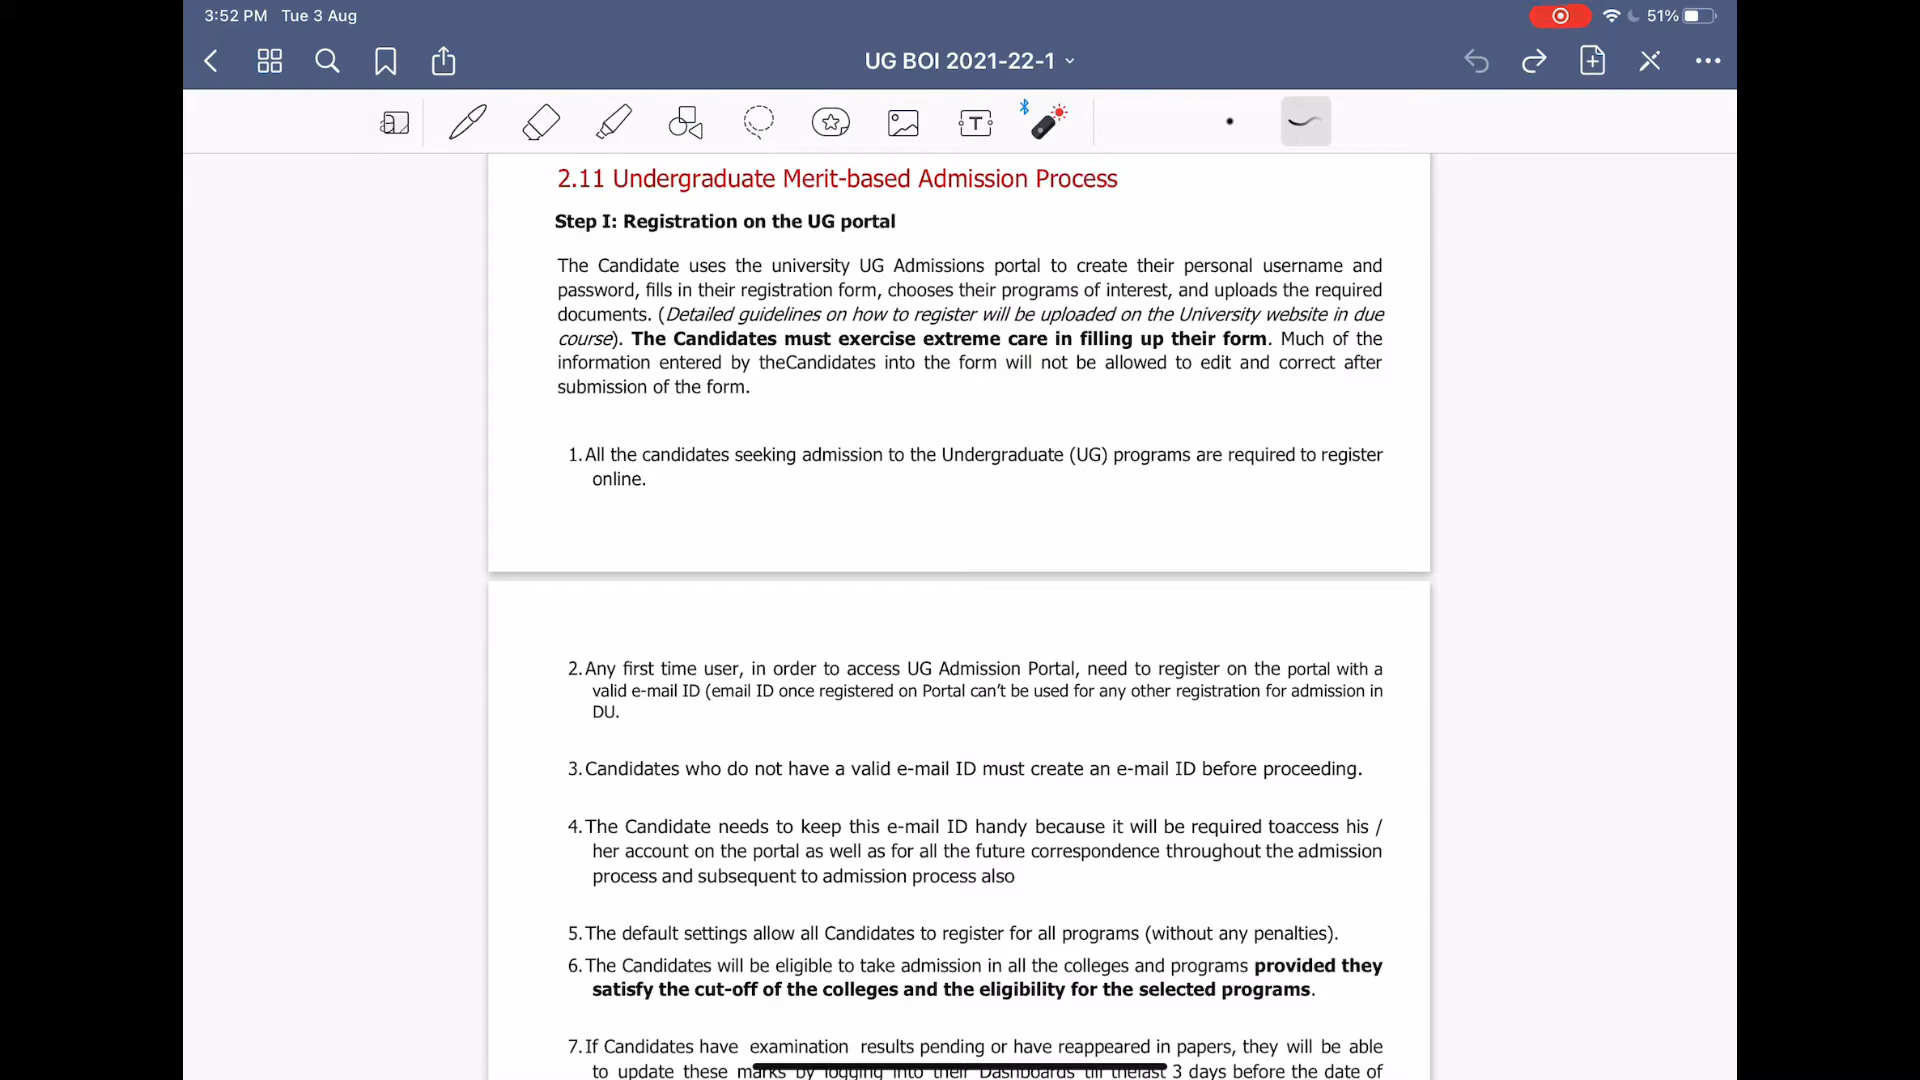 3:52 PM Tue 3 Aug
51%
UG BOI 2021-22-1
T
2.11 Undergraduate Merit-based Admission Process
Step I: Registration on the UG portal
The Candidate uses the university UG Admissions portal to create their personal username and
password, fills in their registration form, chooses their programs of interest, and uploads the required
documents. (Detailed guidelines on how to register will be uploaded on the University website in due
course). The Candidates must exercise extreme care in filling up their form. Much of the
information entered by theCandidates into the form will not be allowed to edit and correct after
submission of the form.
1.All the candidates seeking admission to the Undergraduate (UG) programs are required to register
online.
2.Any first time user, in order to access UG Admission Portal, need to register on the portal with a
valid e-mail ID (email ID once registered on Portal can’t be used for any other registration for admission in
DU.
3.Candidates who do not have a valid e-mail ID must create an e-mail ID before proceeding.
4.The Candidate needs to keep this e-mail ID handy because it will be required toaccess his /
her account on the portal as well as for all the future correspondence throughout the admission
process and subsequent to admission process also
5.The default settings allow all Candidates to register for all programs (without any penalties).
6.The Candidates will be eligible to take admission in all the colleges and programs provided they
satisfy the cut-off of the colleges and the eligibility for the selected programs.
7.If Candidates have examination results pending or have reappeared in papers, they will be able
to update these marks by logging into their Dashboards till thelast 3 days before the date of